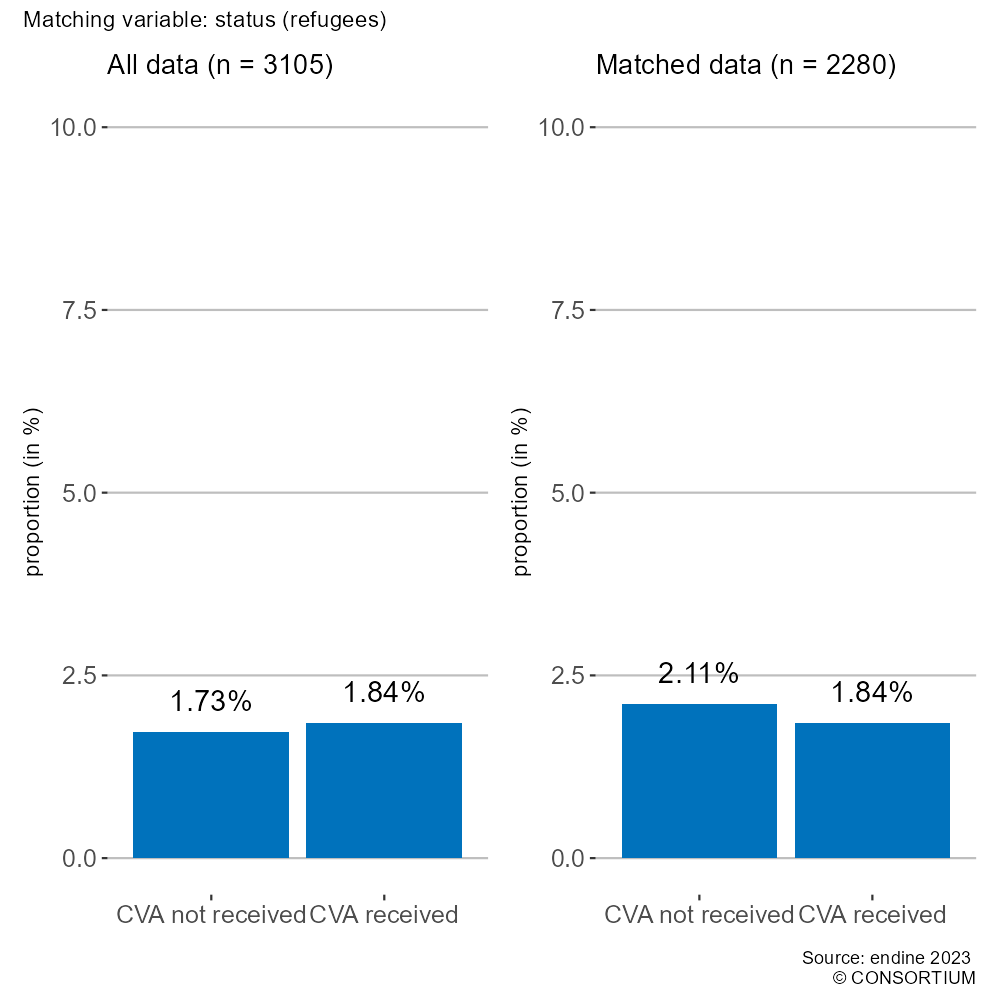 Matching variable: status (refugees)
All data (n = 3105)
10.0
7.5
5.0
2.5
0.0
proportion (in %)
1.73%
1.84%
CVA not received
CVA received
Matched data (n = 2280)
10.0
7.5
5.0
2.5
0.0
proportion (in %)
2.11%
1.84%
CVA not received
CVA received
Source: endine 2023
© CONSORTIUM